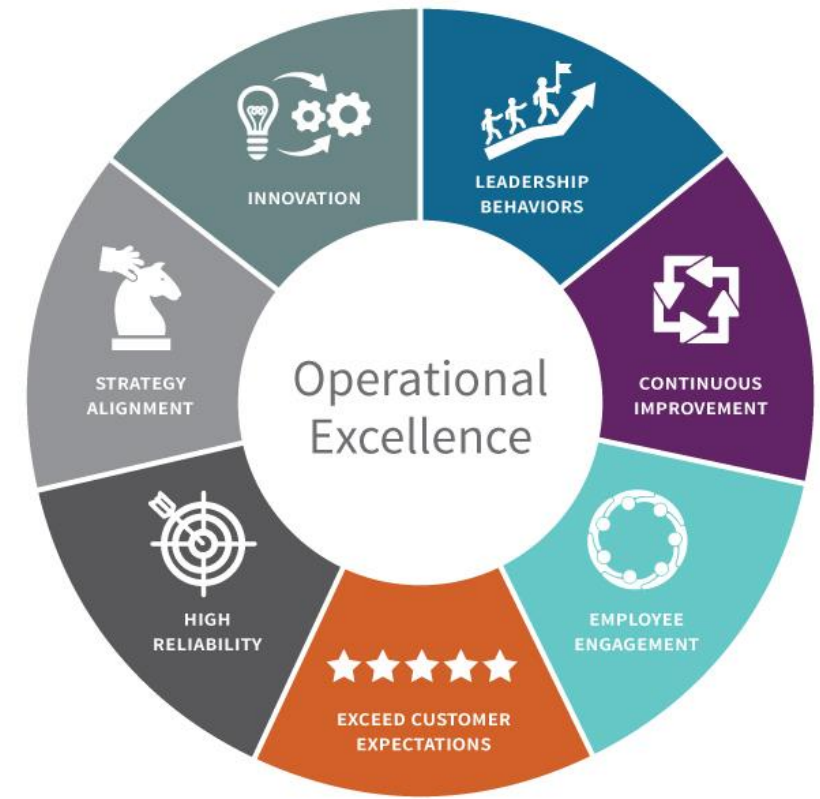 INNOVATION
LEADERSHIP
BEHAVIORS
CONTINUOUS
IMPROVEMENT
EMPLOYEE
ENGAGEMENT
EXCEED CUSTOMER
EXPECTATIONS
HIGH
RELIABILITY
STRATEGY
ALIGNMENT
Operational
Excellence